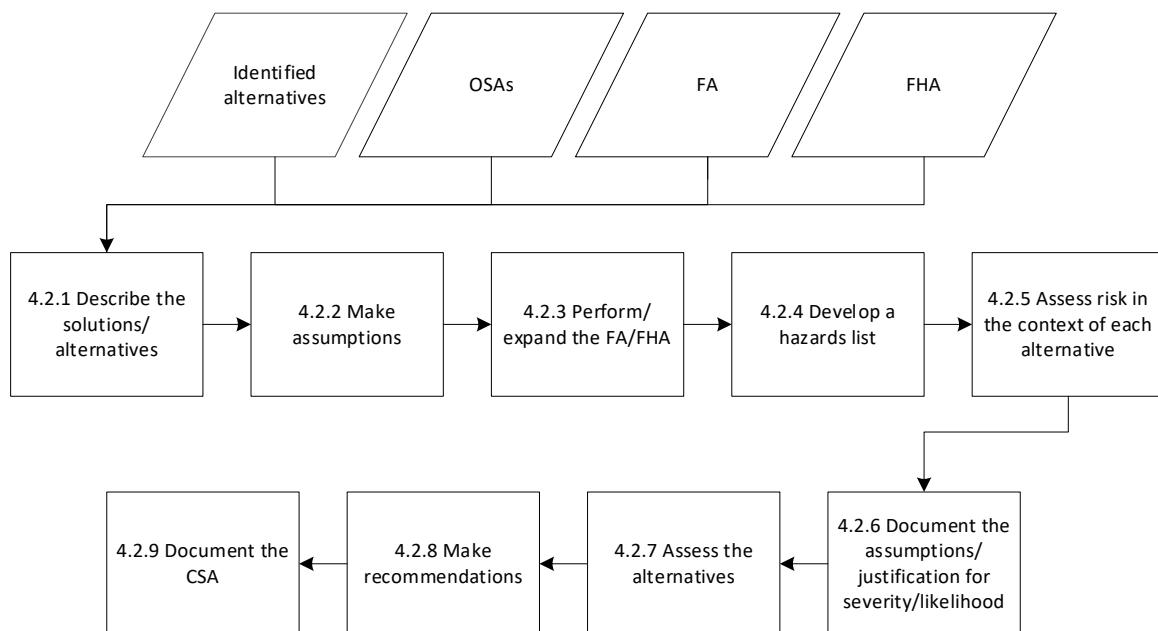 Identified
alternatives
OSAs
FA
FHA
4.2.1 Describe the
solutions/
alternatives
4.2.2 Make
assumptions
4.2.3 Perform/
expand the FA/FHA
4.2.4 Develop a
hazards list
4.2.5 Assess risk in
the context of each
alternative
4.2.6 Document the
assumptions/
justification for
severity/likelihood
4.2.7 Assess the
alternatives
4.2.8 Make
recommendations
4.2.9 Document the
CSA